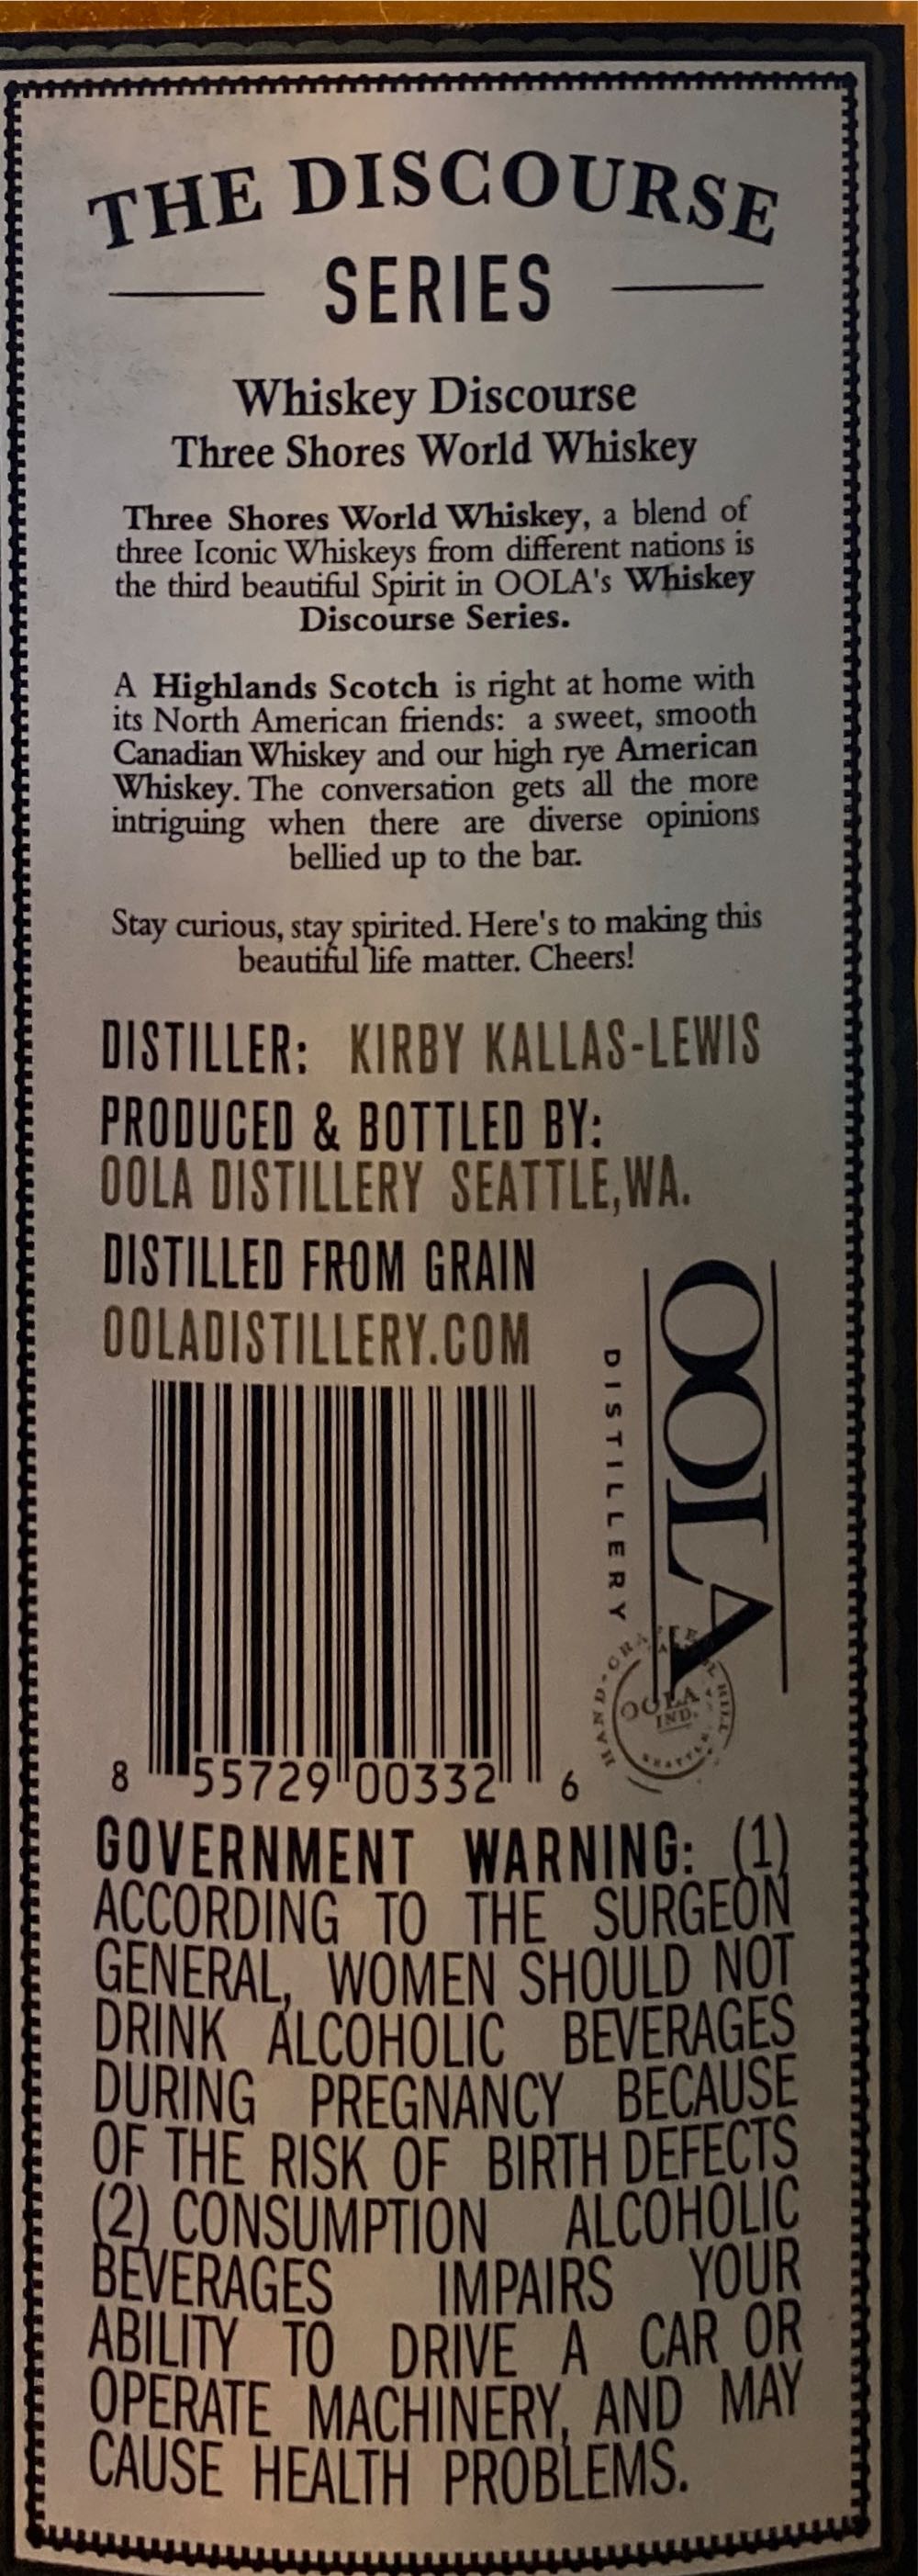 THE DISCOURSE
SERIES
Whiskey Discourse
Three Shores World Whiskey
Three Shores World Whiskey, a blend of
three Iconic Whiskeys from different nations is
the third beautiful Spirit in OOLA's Whiskey
Discourse Series.
A Highlands Scotch is right at home with
its North American friends: a sweet, smooth
Canadian Whiskey and our high rye American
Whiskey. The conversation gets all the more
intriguing when there are diverse opinions
bellied up to the bar.
Stay curious, stay spirited. Here's to making this
beautiful life matter. Cheers!
DISTILLER: KIRBY KALLAS-LEWIS
PRODUCED & BOTTLED BY:
OOLA DISTILLERY SEATTLE,WA.
DISTILLED FROM GRAIN
OOLADISTILLERY.COM
OOLA
DISTILLERY
HAND-CRAFTED
HILL
OOLA
IND.
SEATTLE
8 55729 00332 6
GOVERNMENT WARNING: (1)
ACCORDING TO THE SURGEON
GENERAL, WOMEN SHOULD NOT
DRINK ALCOHOLIC BEVERAGES
DURING PREGNANCY BECAUSE
OF THE RISK OF BIRTH DEFECTS
(2) CONSUMPTION ALCOHOLIC
BEVERAGES IMPAIRS YOUR
ABILITY TO DRIVE A CAR OR
OPERATE MACHINERY, AND MAY
CAUSE HEALTH PROBLEMS.